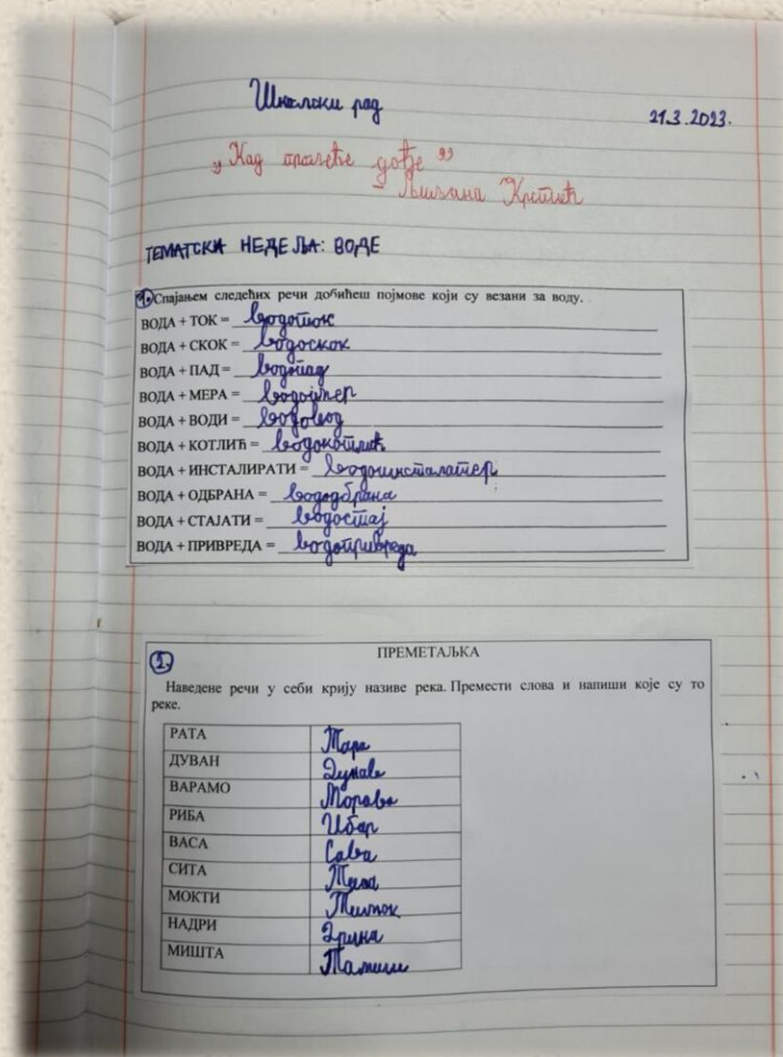 Школски рад
21.3.2023.
„Кад пролеће дође”
- Љиљана Крстић
ТЕМАТСКА НЕДЕЉА: ВОДЕ
1. Спајањем следећих речи добићеш појмове који су везани за воду.
ВОДА + ТОК = водоток
ВОДА + СКОК = водоскок
ВОДА + ПАД = водопад
ВОДА + МЕРА = водомер
ВОДА + ВОДИ = водовод
ВОДА + КОТЛИЋ = водокотлић
ВОДА + ИНСТАЛИРАТИ = водоинсталатер
ВОДА + ОДБРАНА = вododбрана
ВОДА + СТАЈАТИ = водостај
ВОДА + ПРИВРЕДА = водопривреда
2. ПРЕМЕТАЉКА
Наведене речи у себи крију називе река. Премести слова и напиши које су то
реке.
РАТА Тара
ДУВАН Дунав
ВАРАМО Морава
РИБА Ибар
ВАСА Сава
СИТА Тиса
МОКТИ Тимок
НАДРИ Дрина
МИШТА Тамиш